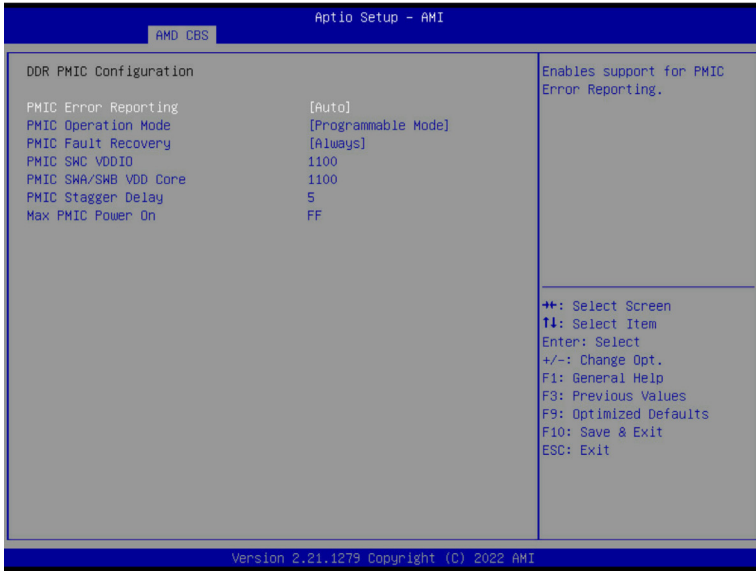 Aptio Setup - AMI
AMD CBS
DDR PMIC Configuration
PMIC Error Reporting [Auto]
PMIC Operation Mode [Programmable Mode]
PMIC Fault Recovery [Always]
PMIC SWC VDDIO 1100
PMIC SWA/SWB VDD Core 1100
PMIC Stagger Delay 5
Max PMIC Power On FF
Enables support for PMIC
Error Reporting.
→←: Select Screen
↑↓: Select Item
Enter: Select
+/-: Change Opt.
F1: General Help
F3: Previous Values
F9: Optimized Defaults
F10: Save & Exit
ESC: Exit
Version 2.21.1279 Copyright (C) 2022 AMI